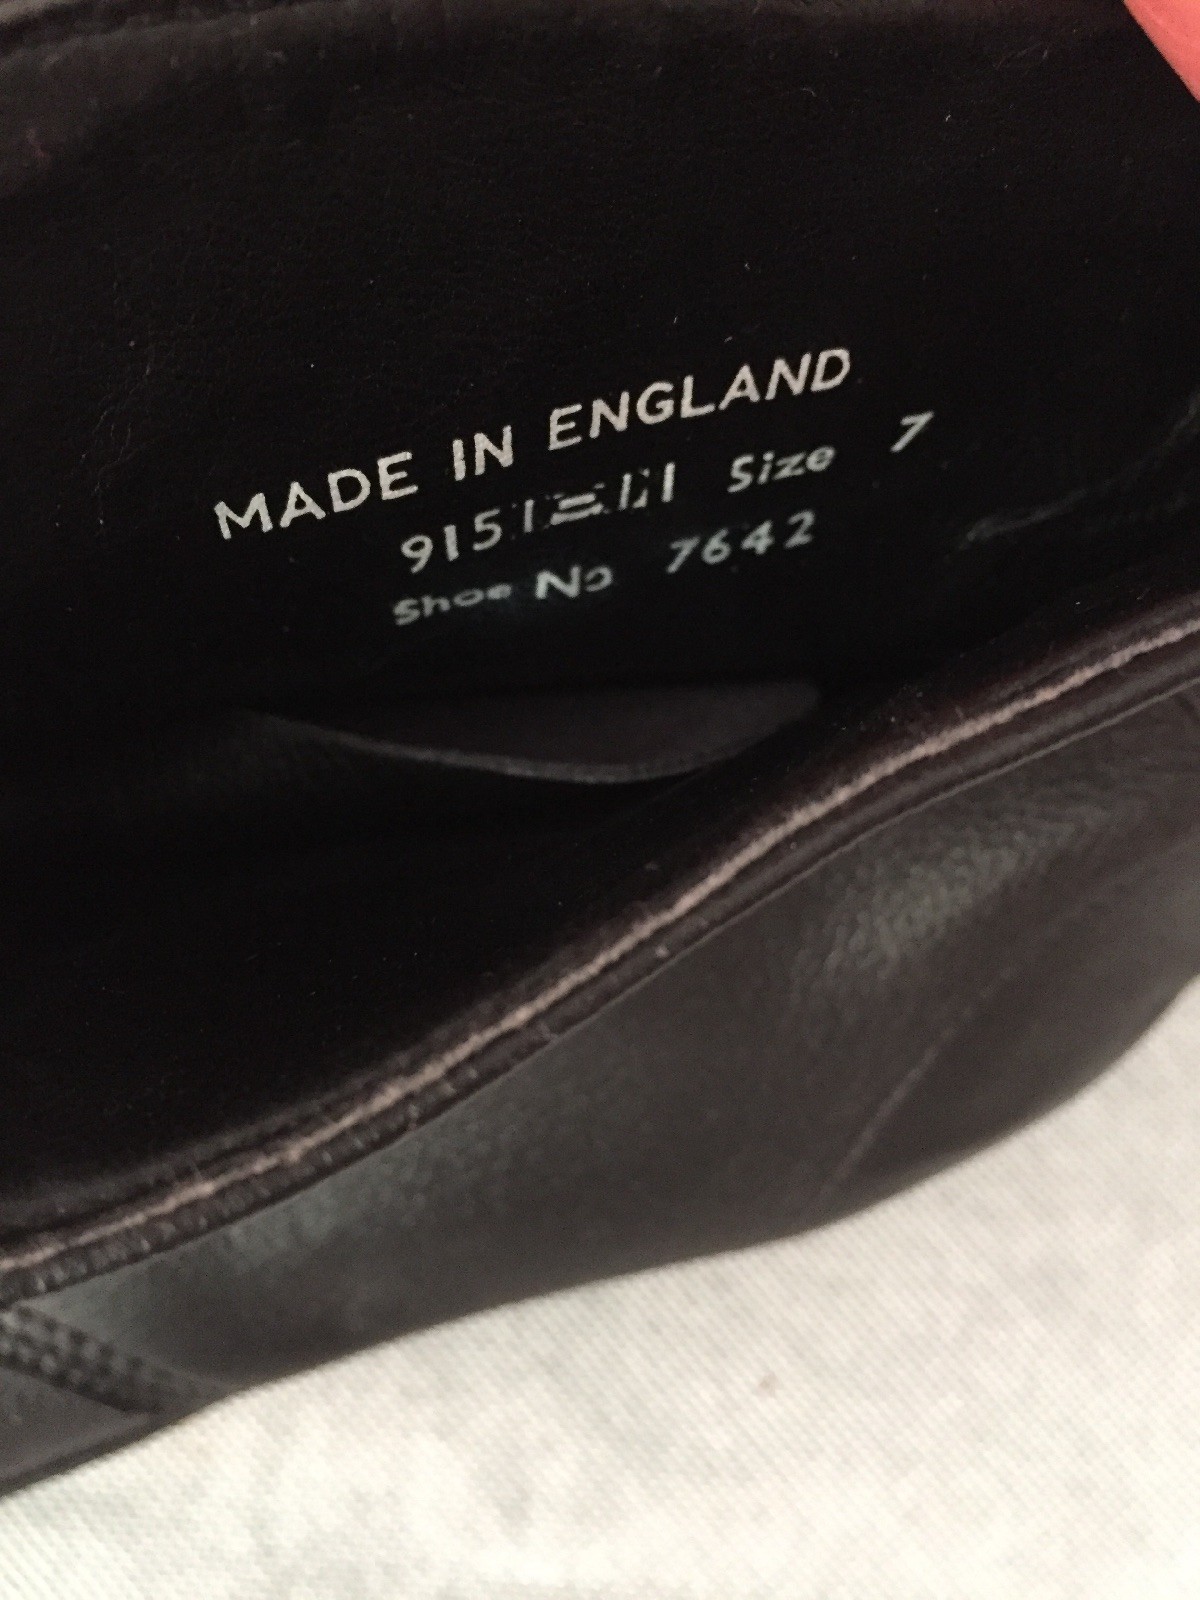 MADE IN ENGLAND
Size 7
Shoe No 7642